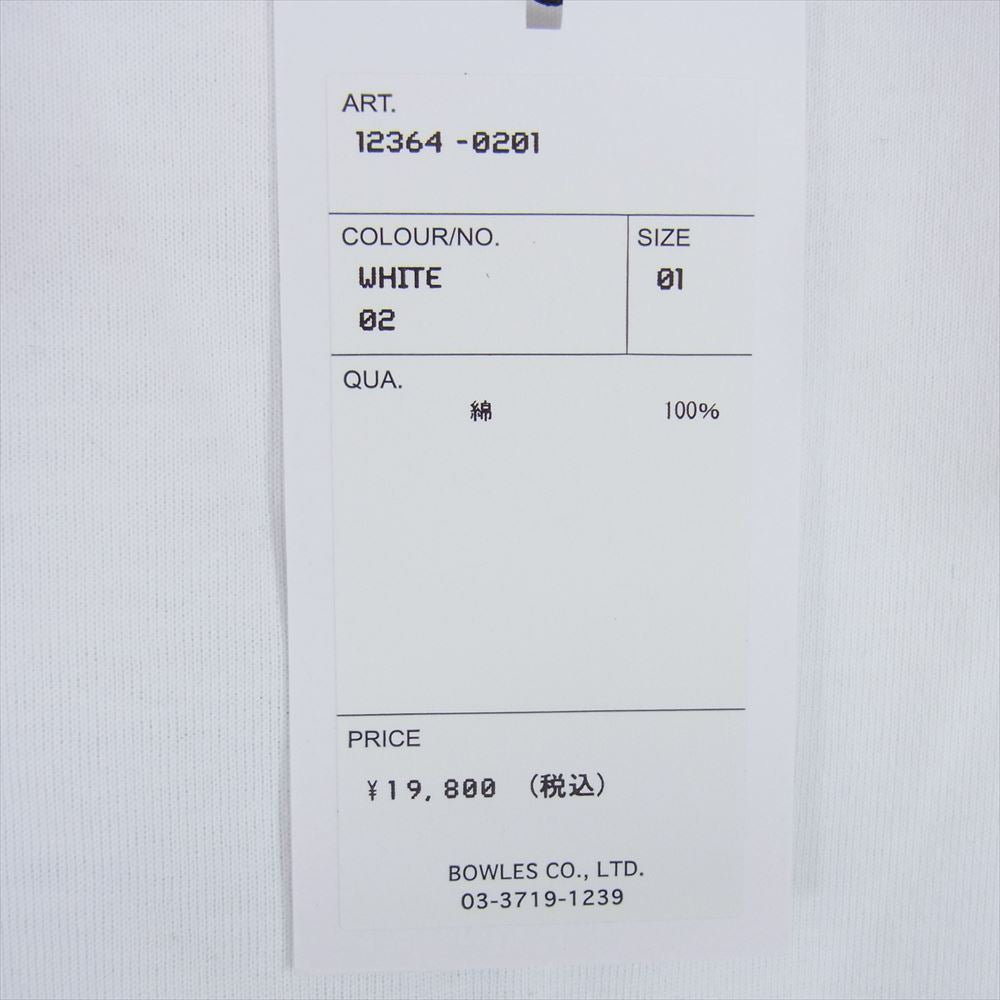 ART.
12364 -0201
COLOUR/NO.
WHITE
02
SIZE
01
QUA.
綿 100%
PRICE
¥19,800 (税込)
BOWLES CO., LTD.
03-3719-1239